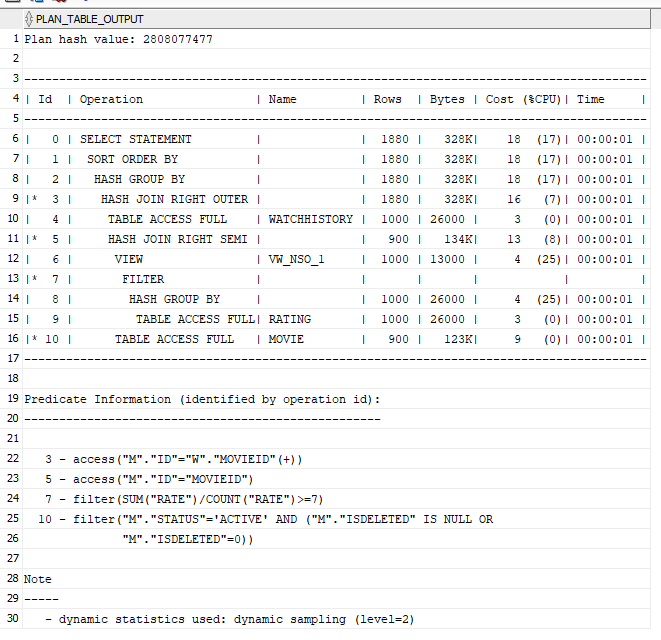 PLAN_TABLE_OUTPUT
1 Plan hash value: 2808077477
2
3 ------------------------------------------------------------------------------------------
4 | Id  | Operation                 | Name         | Rows  | Bytes | Cost (%CPU)| Time     |
5 ------------------------------------------------------------------------------------------
6 |   0 | SELECT STATEMENT          |              |  1880 |   328K|    18  (17)| 00:00:01 |
7 |   1 |  SORT ORDER BY            |              |  1880 |   328K|    18  (17)| 00:00:01 |
8 |   2 |   HASH GROUP BY           |              |  1880 |   328K|    18  (17)| 00:00:01 |
9 |*  3 |    HASH JOIN RIGHT OUTER  |              |  1880 |   328K|    16   (7)| 00:00:01 |
10 |   4 |     TABLE ACCESS FULL     | WATCHHISTORY |  1000 | 26000 |     3   (0)| 00:00:01 |
11 |*  5 |     HASH JOIN RIGHT SEMI  |              |   900 |   134K|    13   (8)| 00:00:01 |
12 |   6 |      VIEW                 | VW_NSO_1     |  1000 | 13000 |     4  (25)| 00:00:01 |
13 |*  7 |       FILTER              |              |       |       |            |          |
14 |   8 |        HASH GROUP BY      |              |  1000 | 26000 |     4  (25)| 00:00:01 |
15 |   9 |         TABLE ACCESS FULL| RATING       |  1000 | 26000 |     3   (0)| 00:00:01 |
16 |* 10 |      TABLE ACCESS FULL    | MOVIE        |   900 |   123K|     9   (0)| 00:00:01 |
17 ------------------------------------------------------------------------------------------
18
19 Predicate Information (identified by operation id):
20 ---------------------------------------------------
21
22    3 - access("M"."ID"="W"."MOVIEID"(+))
23    5 - access("M"."ID"="MOVIEID")
24    7 - filter(SUM("RATE")/COUNT("RATE")>=7)
25   10 - filter("M"."STATUS"='ACTIVE' AND ("M"."ISDELETED" IS NULL OR
26               "M"."ISDELETED"=0))
27
28 Note
29 -----
30    - dynamic statistics used: dynamic sampling (level=2)